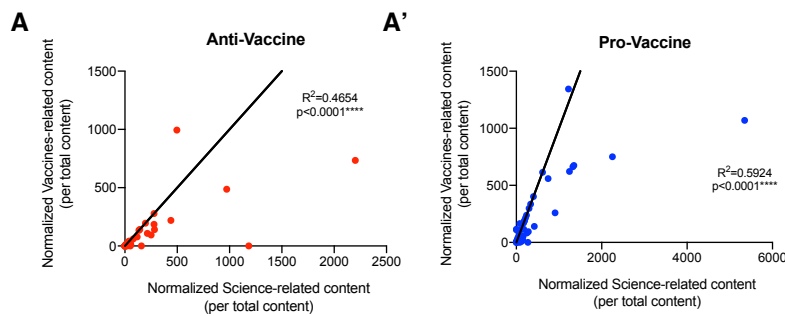 A
Anti-Vaccine
Normalized Vaccines-related content
(per total content)
1500
1000
500
0
R²=0.4654
p<0.0001****
0
500
1000
1500
2000
2500
Normalized Science-related content
(per total content)
A'
Pro-Vaccine
Normalized Vaccines-related content
(per total content)
1500
1000
500
0
R²=0.5924
p<0.0001****
0
2000
4000
6000
Normalized Science-related content
(per total content)